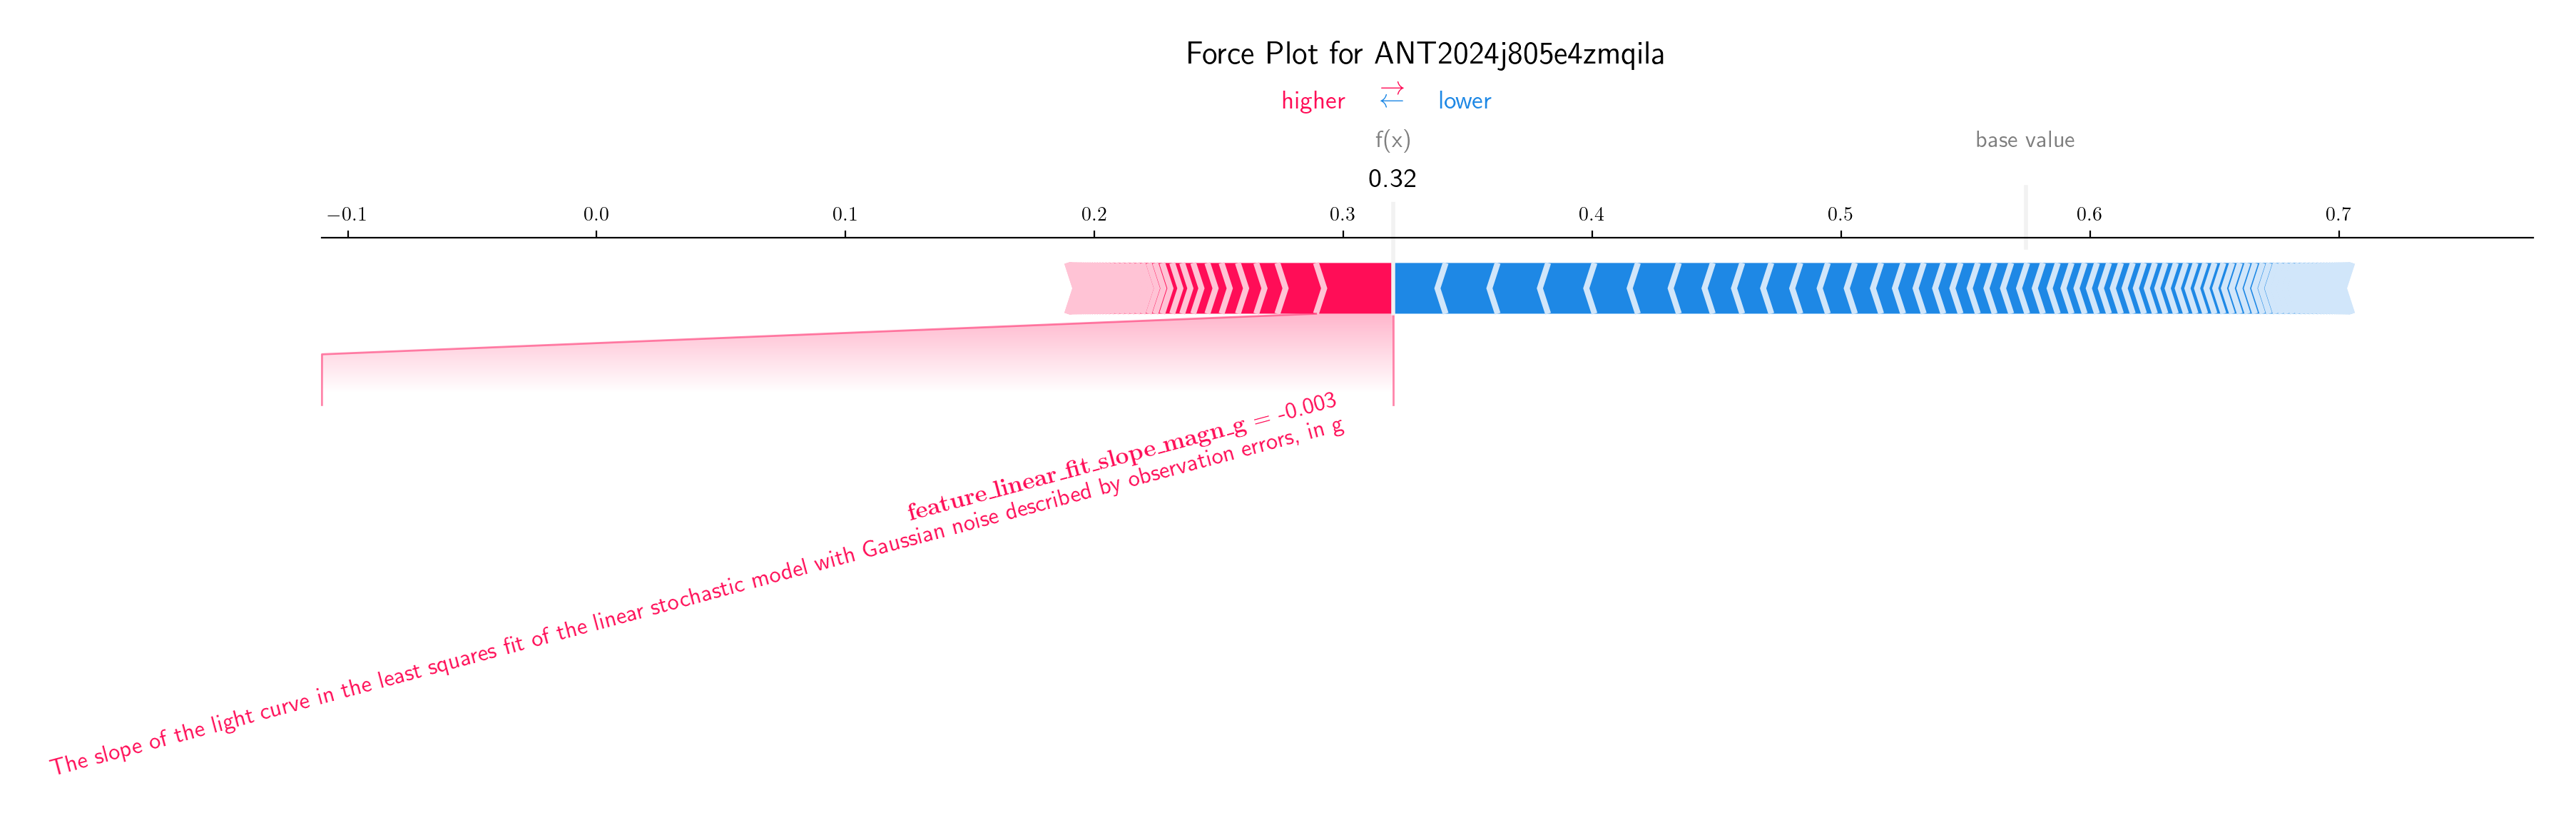 Force Plot for ANT2024j805e4zmqila
higher → ← lower
f(x) base value
0.32
−0.1 0.0 0.1 0.2 0.3 0.4 0.5 0.6 0.7
feature_linear_fit_slope_magn_g = -0.003
The slope of the light curve in the least squares fit of the linear stochastic model with Gaussian noise described by observation errors, in g